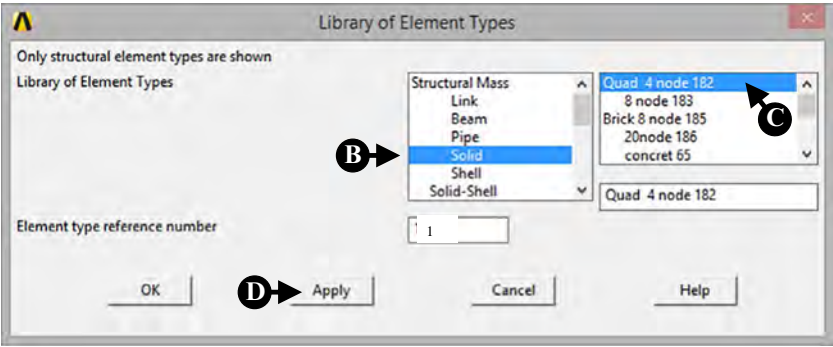 Library of Element Types
Only structural element types are shown
Library of Element Types
Structural Mass
Link
Beam
Pipe
Solid
Shell
Solid-Shell
Quad 4 node 182
8 node 183
Brick 8 node 185
20node 186
concret 65
B
C
Quad 4 node 182
Element type reference number
1
OK
D
Apply
Cancel
Help